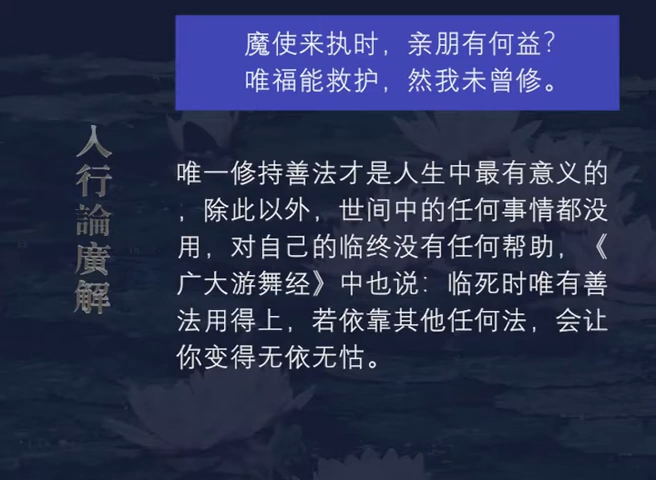 魔使来执时，亲朋有何益？
唯福能救护，然我未曾修。
入行論廣解
唯一修持善法才是人生中最有意义的
，除此以外，世间中的任何事情都没
用，对自己的临终没有任何帮助，《
广大游舞经》中也说：临死时唯有善
法用得上，若依靠其他任何法，会让
你变得无依无怙。